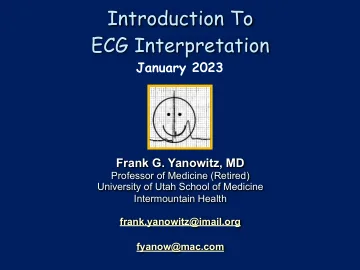 Introduction To
ECG Interpretation
January 2023
Frank G. Yanowitz, MD
Professor of Medicine (Retired)
University of Utah School of Medicine
Intermountain Health
frank.yanowitz@imail.org
fyanow@mac.com